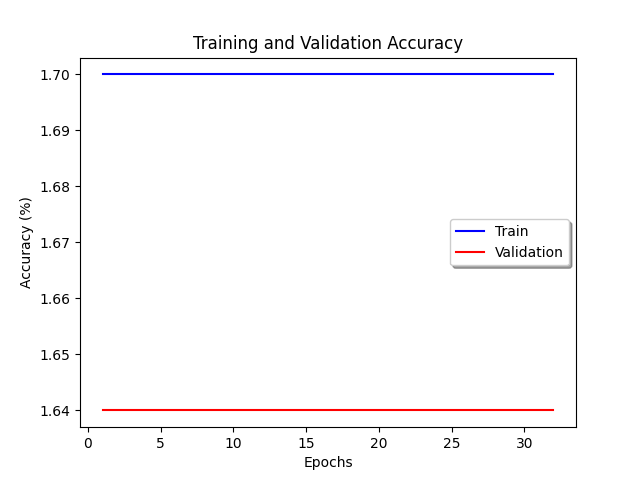 Training and Validation Accuracy
1.70
1.69
1.68
1.67
1.66
1.65
1.64
Accuracy (%)
Train
Validation
0 5 10 15 20 25 30
Epochs